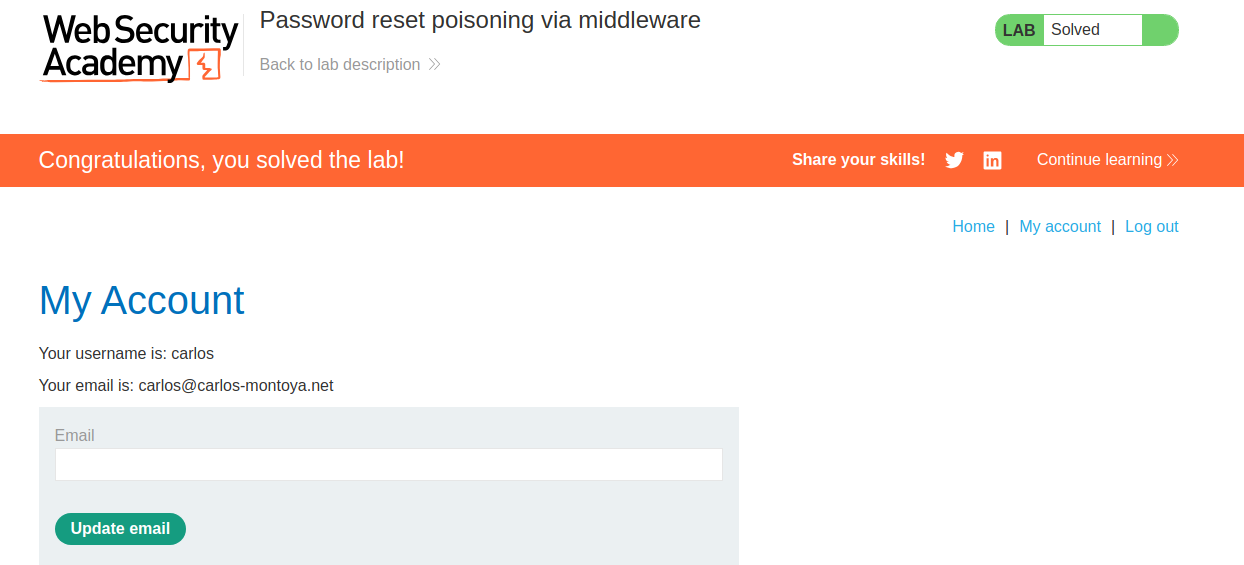 Web Security
Academy
Password reset poisoning via middleware
Back to lab description
LAB Solved
Congratulations, you solved the lab!
Share your skills!
Continue learning
Home | My account | Log out
My Account
Your username is: carlos
Your email is: carlos@carlos-montoya.net
Email
Update email